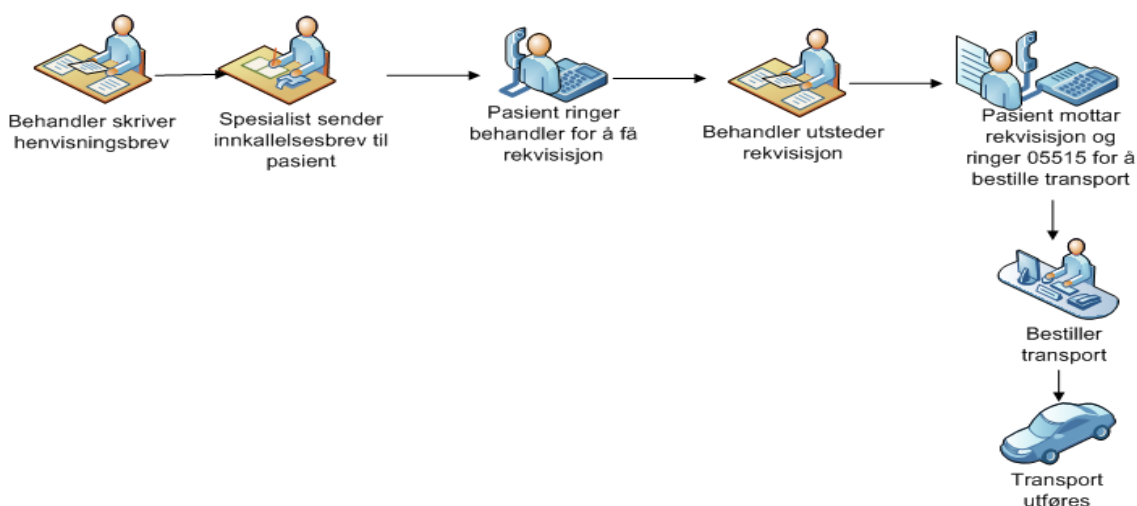 Behandler skriver
henvisningsbrev
Spesialist sender
innkallelsesbrev til
pasient
Pasient ringer
behandler for å få
rekvisisjon
Behandler utsteder
rekvisisjon
Pasient mottar
rekvisisjon og
ringer 05515 for å
bestille transport
Bestiller
transport
Transport
utføres